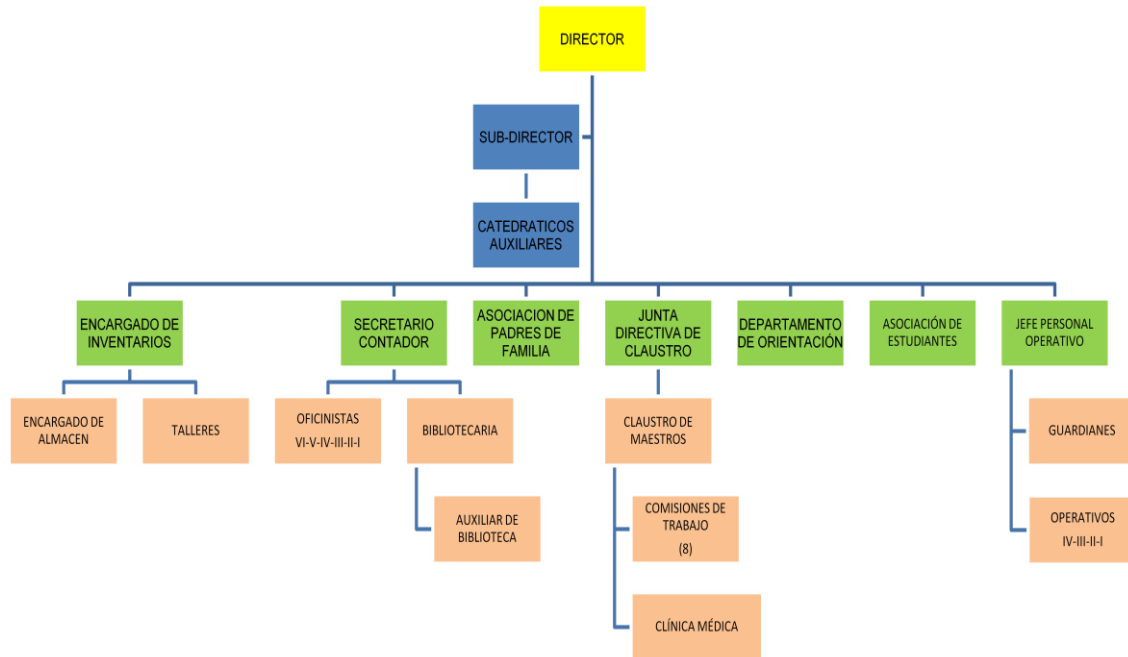 DIRECTOR
SUB-DIRECTOR
CATEDRATICOS
AUXILIARES
ENCARGADO DE
INVENTARIOS
SECRETARIO
CONTADOR
ASOCIACION DE
PADRES DE
FAMILIA
JUNTA
DIRECTIVA DE
CLAUSTRO
DEPARTAMENTO
DE ORIENTACIÓN
ASOCIACIÓN DE
ESTUDIANTES
JEFE PERSONAL
OPERATIVO
ENCARGADO DE
ALMACEN
TALLERES
OFICINISTAS
VI-V-IV-III-II-I
BIBLIOTECARIA
CLAUSTRO DE
MAESTROS
GUARDIANES
AUXILIAR DE
BIBLIOTECA
COMISIONES DE
TRABAJO
(8)
OPERATIVOS
IV-III-II-I
CLÍNICA MÉDICA